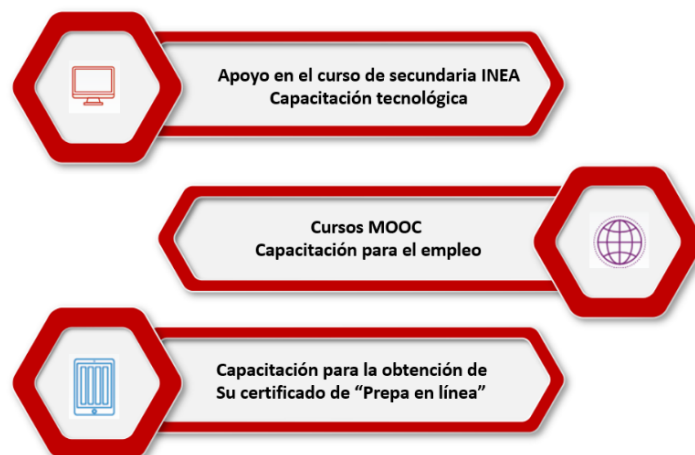 Apoyo en el curso de secundaria INEA
Capacitación tecnológica
Cursos MOOC
Capacitación para el empleo
Capacitación para la obtención de
Su certificado de “Prepa en línea”